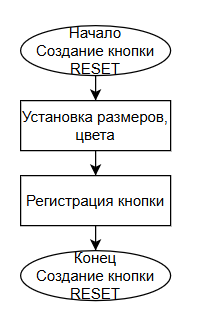 Начало
Создание кнопки
RESET
Установка размеров,
цвета
Регистрация кнопки
Конец
Создание кнопки
RESET